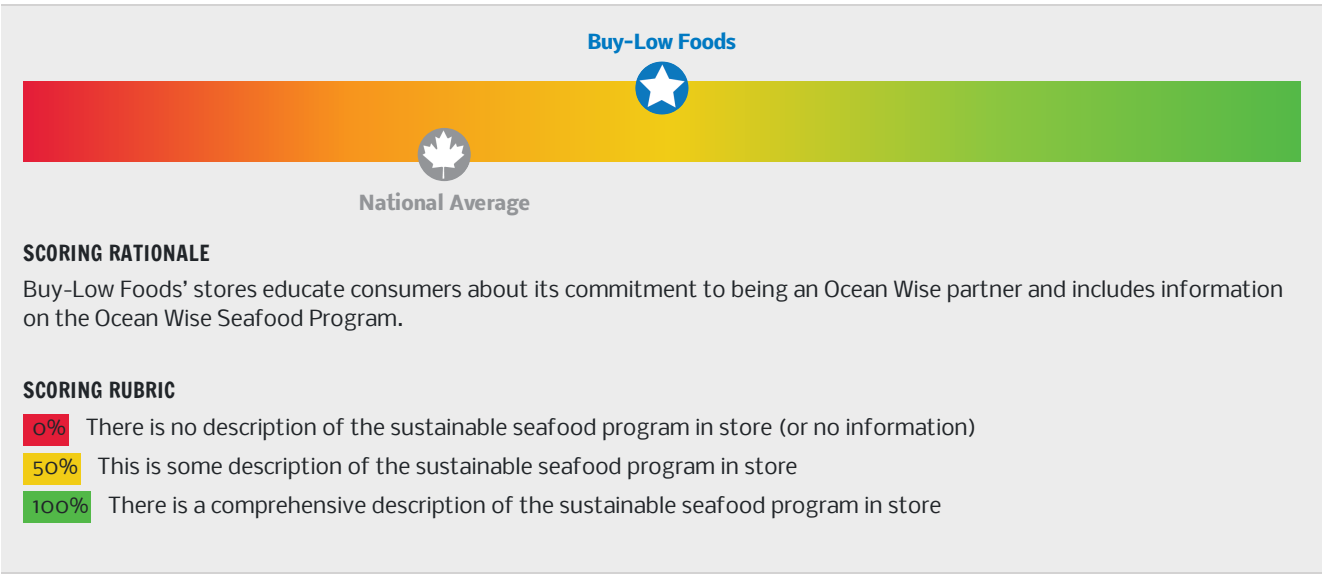 Buy-Low Foods
National Average
SCORING RATIONALE
Buy-Low Foods’ stores educate consumers about its commitment to being an Ocean Wise partner and includes information
on the Ocean Wise Seafood Program.
SCORING RUBRIC
0% There is no description of the sustainable seafood program in store (or no information)
50% This is some description of the sustainable seafood program in store
100% There is a comprehensive description of the sustainable seafood program in store